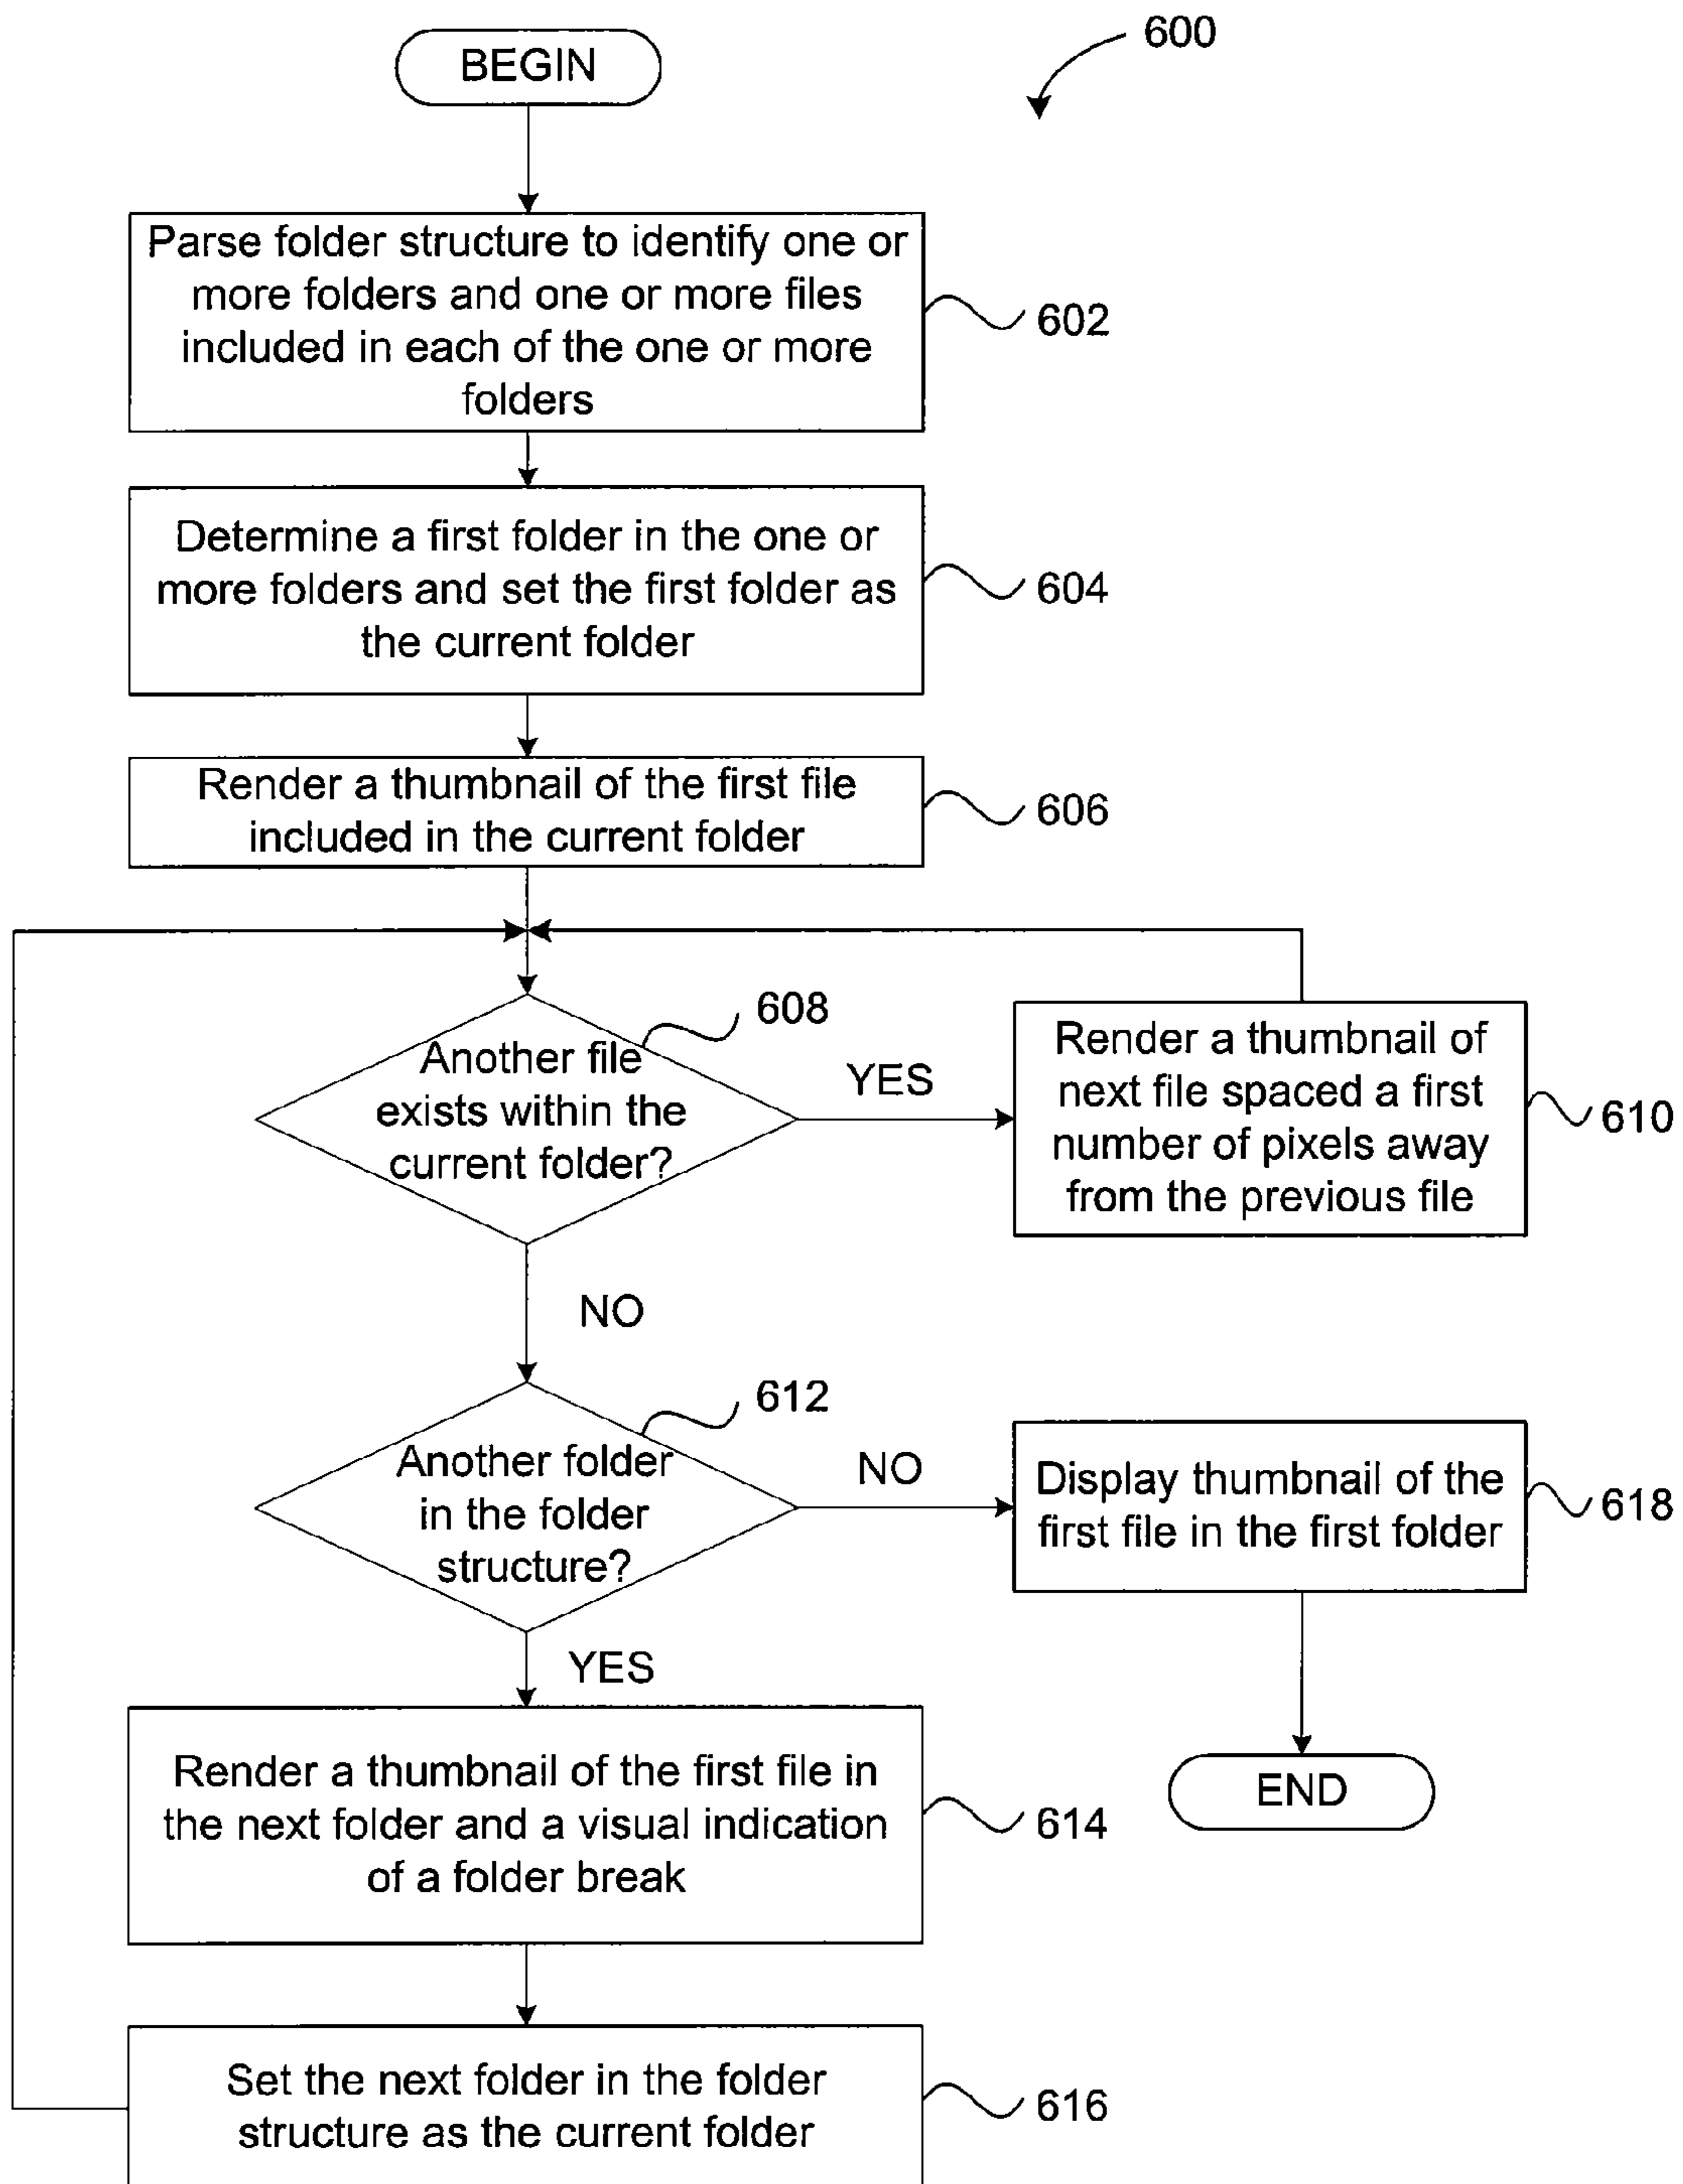 600
BEGIN
Parse folder structure to identify one or
more folders and one or more files
included in each of the one or more
folders
602
Determine a first folder in the one or
more folders and set the first folder as
the current folder
604
Render a thumbnail of the first file
included in the current folder
606
608
Another file
exists within the
current folder?
YES
Render a thumbnail of
next file spaced a first
number of pixels away
from the previous file
610
NO
612
Another folder
in the folder
structure?
NO
Display thumbnail of the
first file in the first folder
618
YES
Render a thumbnail of the first file in
the next folder and a visual indication
of a folder break
614
END
Set the next folder in the folder
structure as the current folder
616